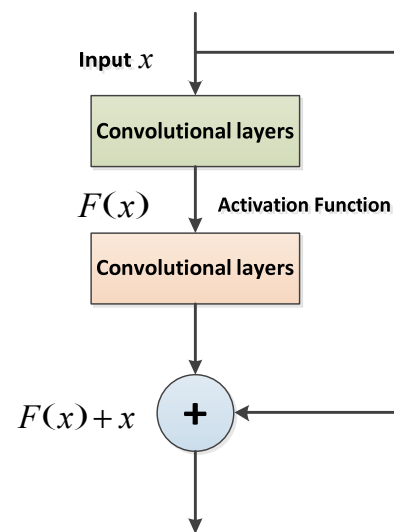 Input x
Convolutional layers
F(x)
Activation Function
Convolutional layers
F(x)+x
+